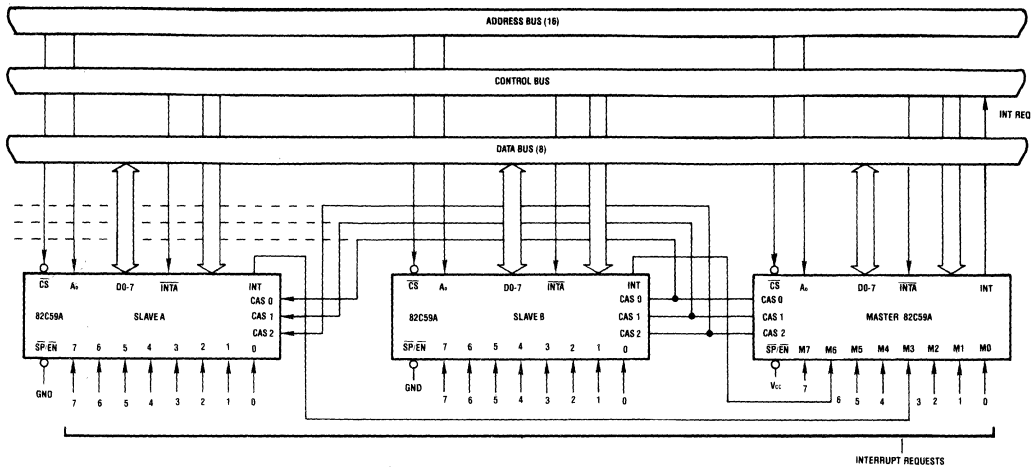 ADDRESS BUS (16)
CONTROL BUS
INT REQ
DATA BUS (8)
CS A₀ D0-7 INTA INT
CAS 0
CAS 1
CAS 2
82C59A SLAVE A
SP/EN 7 6 5 4 3 2 1 0
GND
7 6 5 4 3 2 1 0
CS A₀ D0-7 INTA INT
CAS 0
CAS 1
CAS 2
82C59A SLAVE B
SP/EN 7 6 5 4 3 2 1 0
GND
7 6 5 4 3 2 1 0
CS A₀ D0-7 INTA INT
CAS 0
CAS 1
CAS 2
MASTER 82C59A
SP/EN M7 M6 M5 M4 M3 M2 M1 M0
VCC
7 6 5 4 3 2 1 0
INTERRUPT REQUESTS